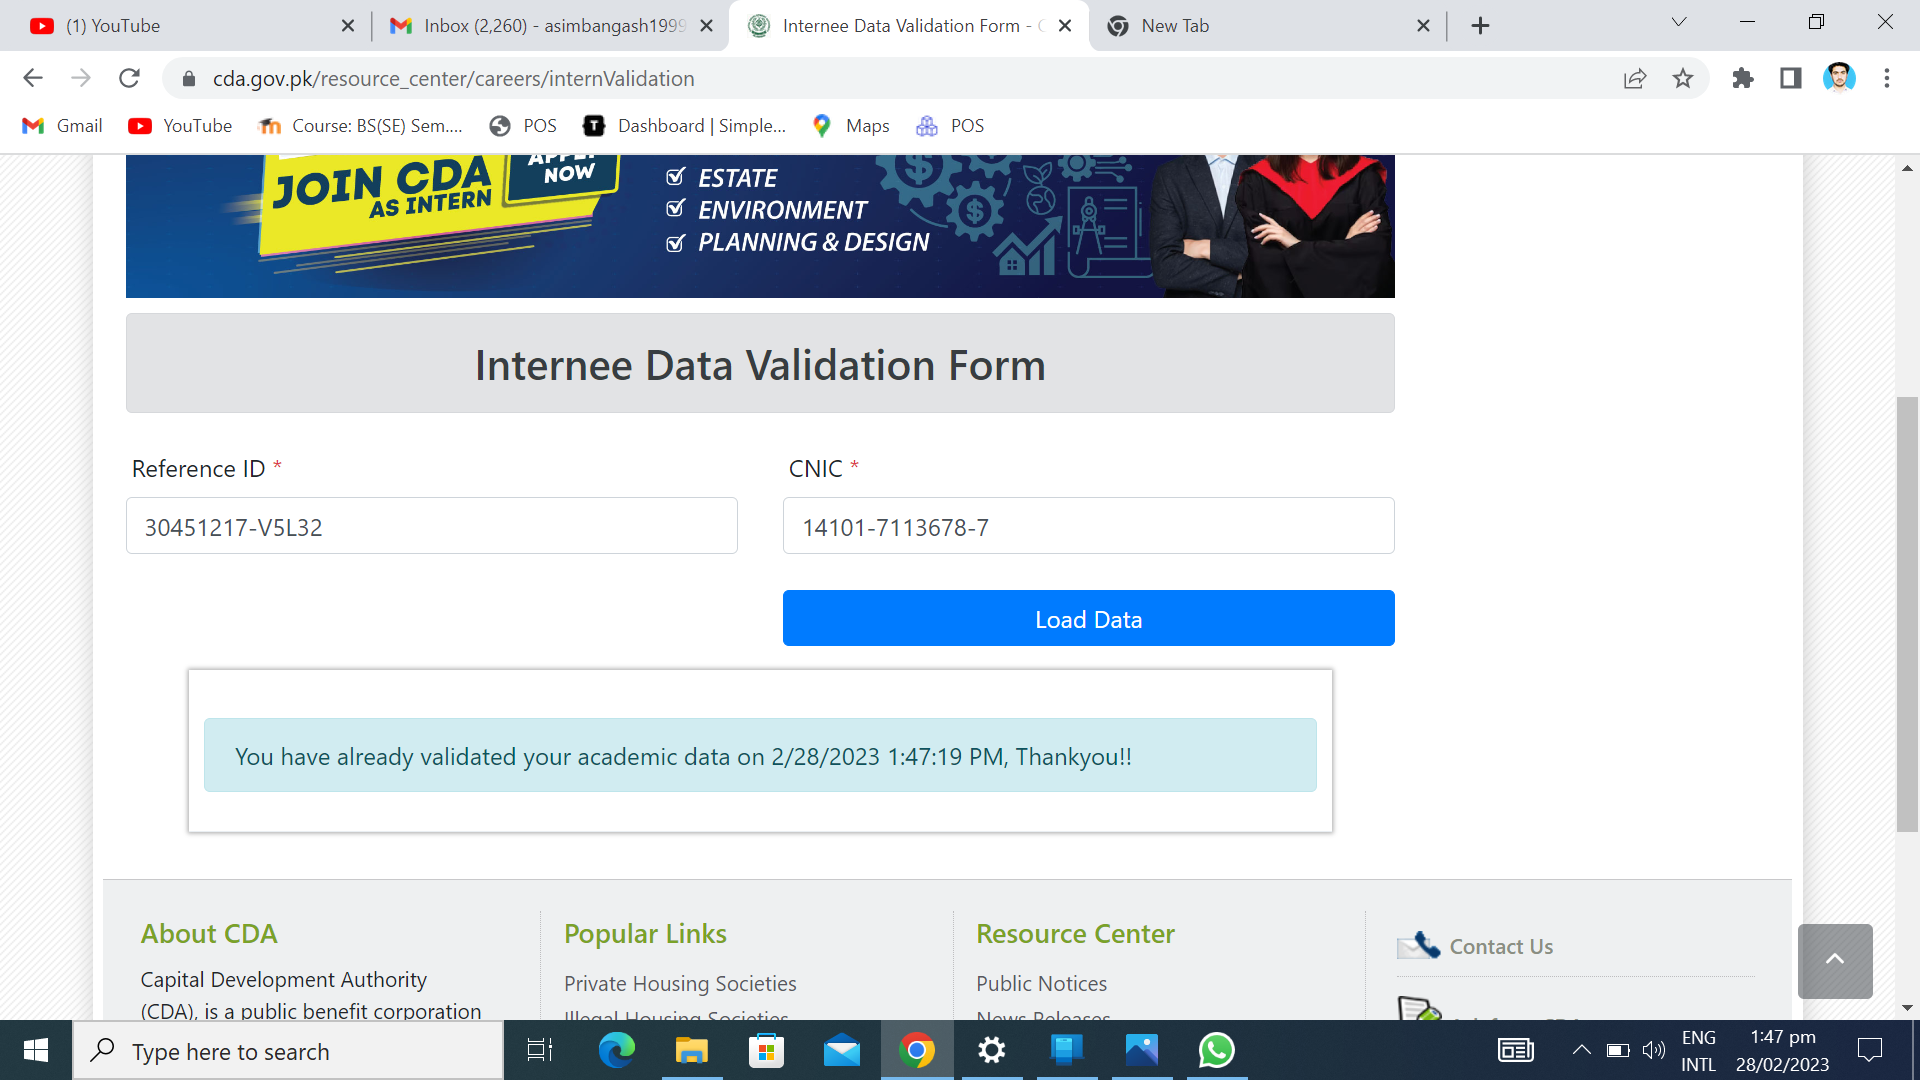 (1) YouTube
Inbox (2,260) - asimbangash1999
Internee Data Validation Form -
New Tab
cda.gov.pk/resource_center/careers/internValidation
Gmail
YouTube
Course: BS(SE) Sem....
POS
Dashboard | Simple...
Maps
POS
JOIN CDA
AS INTERN
APPLY
NOW
ESTATE
ENVIRONMENT
PLANNING & DESIGN
Internee Data Validation Form
Reference ID *
CNIC *
30451217-V5L32
14101-7113678-7
Load Data
You have already validated your academic data on 2/28/2023 1:47:19 PM, Thankyou!!
About CDA
Capital Development Authority
(CDA), is a public benefit corporation
Popular Links
Private Housing Societies
Illegal Housing Societies
Resource Center
Public Notices
News Releases
Contact Us
Type here to search
ENG
INTL
1:47 pm
28/02/2023